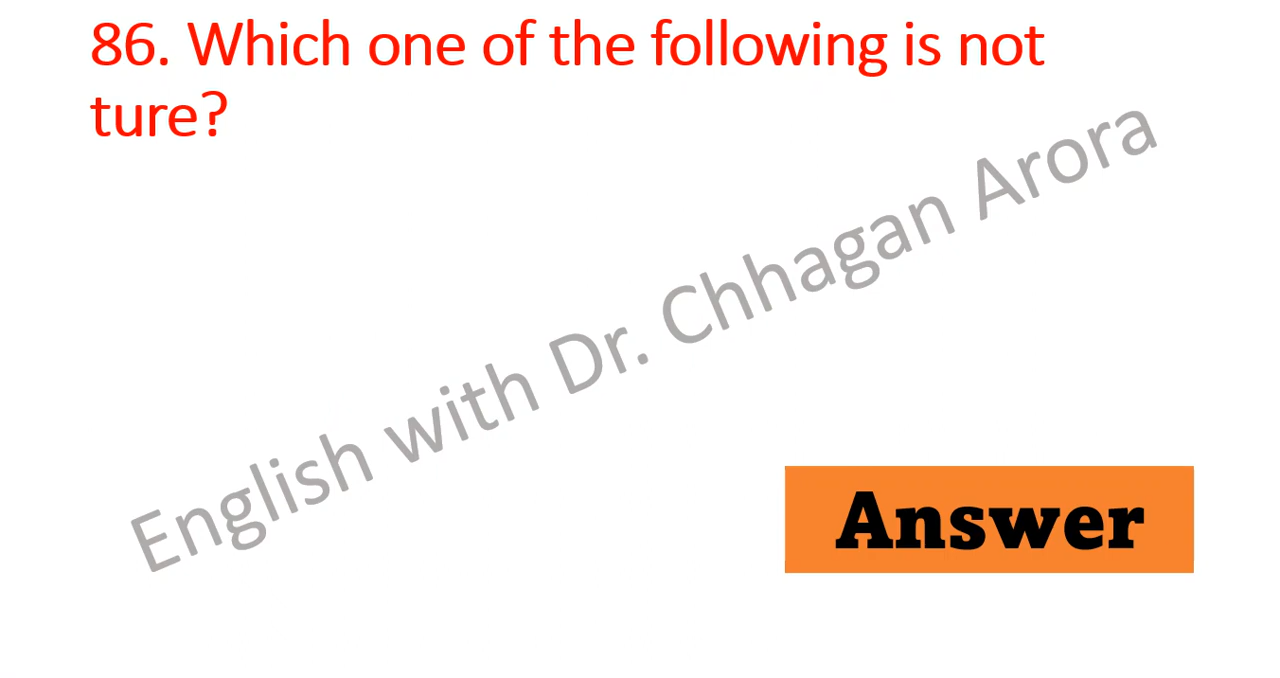 86. Which one of the following is not
ture?
English with Dr. Chhagan Arora
Answer